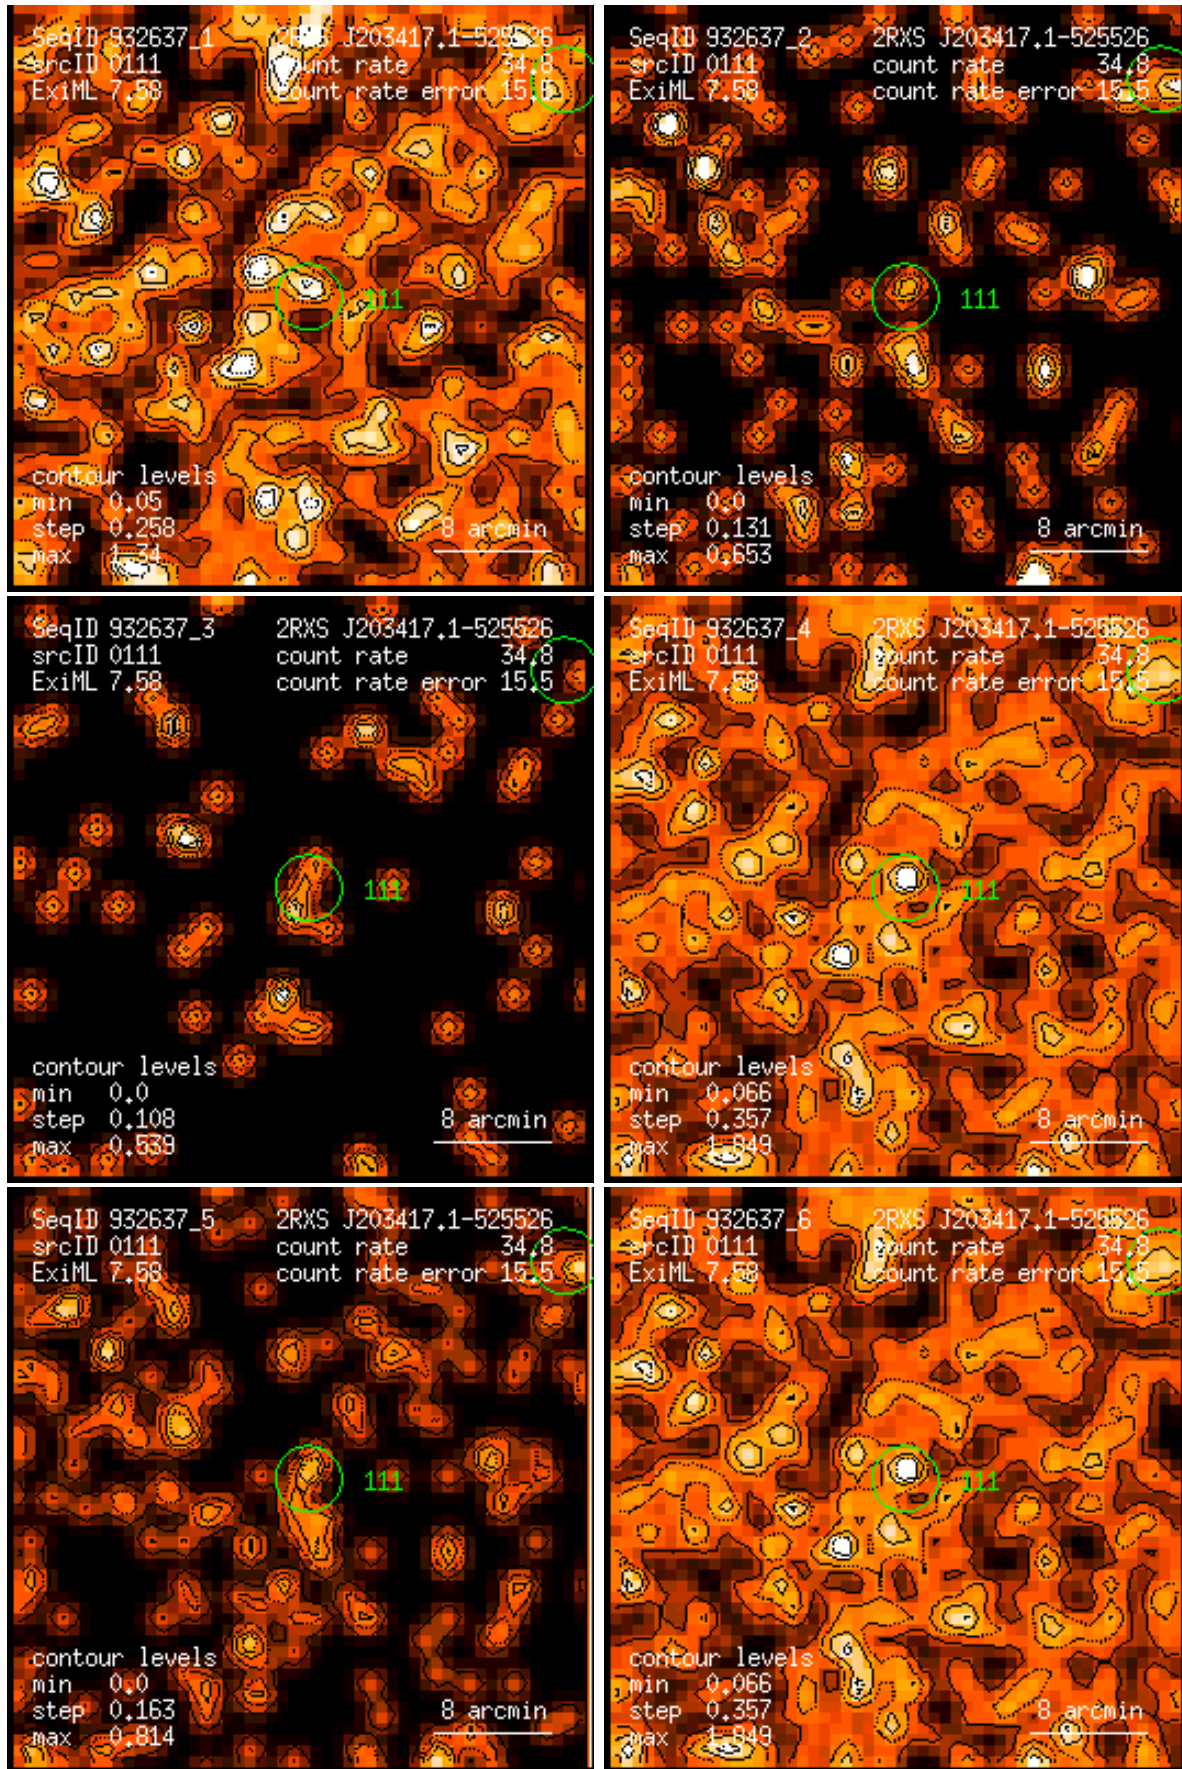 SeqID 932637_1 2RXS J203417.1-525526
srcID 0111 count rate 34.8
ExiML 7.58 count rate error 15.5
111
contour levels
min 0.05
step 0.258 8 arcmin
max 1.34
SeqID 932637_2 2RXS J203417.1-525526
srcID 0111 count rate 34.8
ExiML 7.58 count rate error 15.5
111
contour levels
min 0.0
step 0.131 8 arcmin
max 0.653
SeqID 932637_3 2RXS J203417.1-525526
srcID 0111 count rate 34.8
ExiML 7.58 count rate error 15.5
111
contour levels
min 0.0
step 0.108 8 arcmin
max 0.539
SeqID 932637_4 2RXS J203417.1-525526
srcID 0111 count rate 34.8
ExiML 7.58 count rate error 15.5
111
contour levels
min 0.066
step 0.357 8 arcmin
max 1.849
SeqID 932637_5 2RXS J203417.1-525526
srcID 0111 count rate 34.8
ExiML 7.58 count rate error 15.5
111
contour levels
min 0.0
step 0.163 8 arcmin
max 0.814
SeqID 932637_6 2RXS J203417.1-525526
srcID 0111 count rate 34.8
ExiML 7.58 count rate error 15.5
111
contour levels
min 0.066
step 0.357 8 arcmin
max 1.849